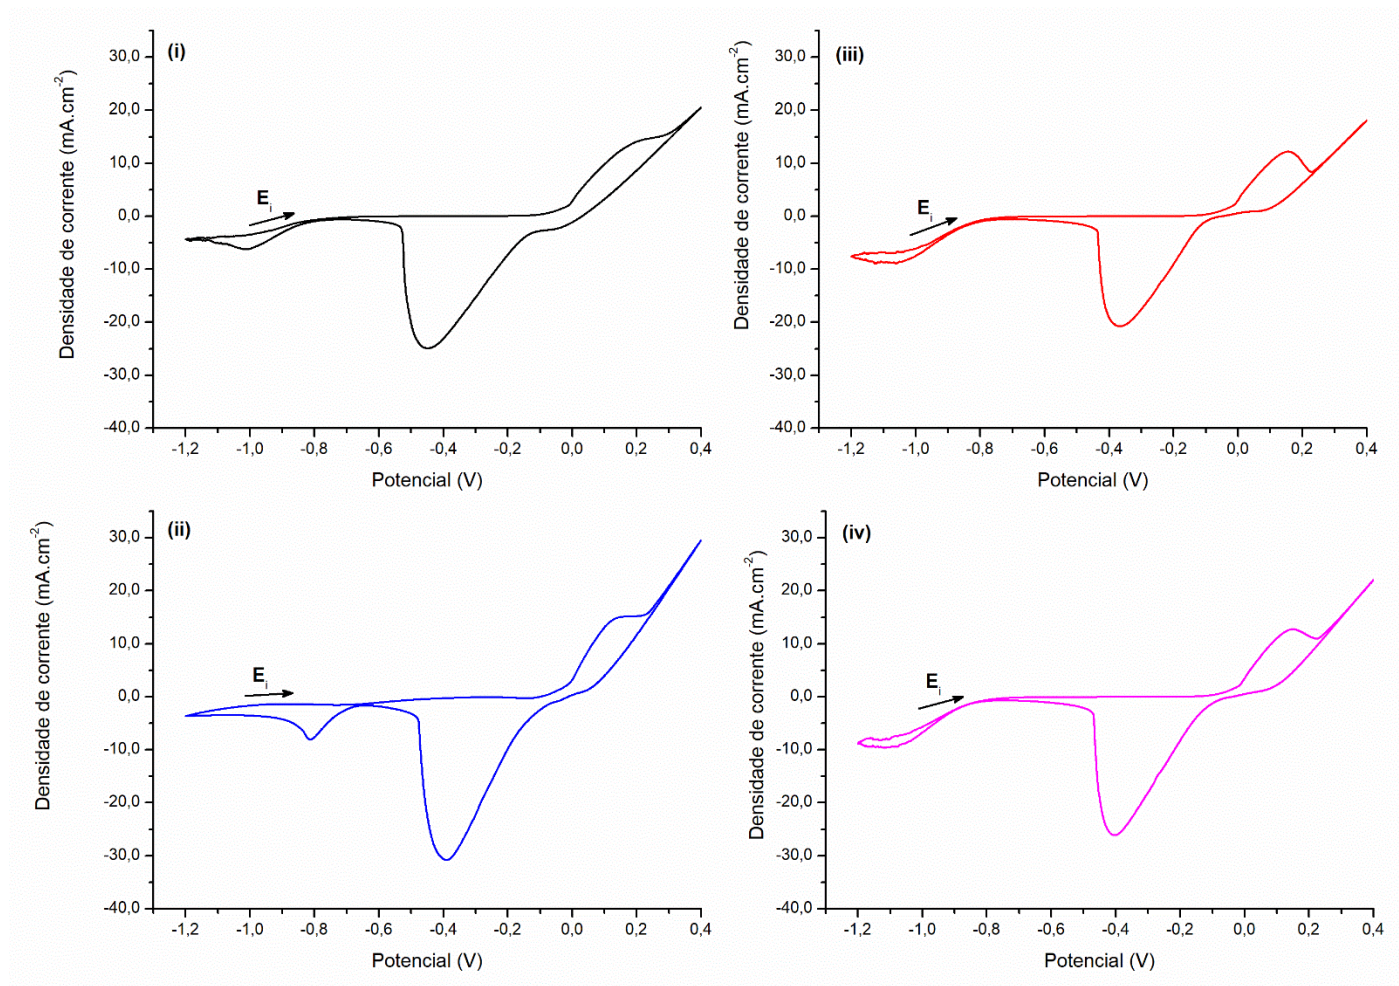 (i)
Densidade de corrente (mA.cm-2)
30,0
20,0
10,0
0,0
-10,0
-20,0
-30,0
-40,0
Ei
-1,2 -1,0 -0,8 -0,6 -0,4 -0,2 0,0 0,2 0,4
Potencial (V)
(iii)
Densidade de corrente (mA.cm-2)
30,0
20,0
10,0
0,0
-10,0
-20,0
-30,0
-40,0
Ei
-1,2 -1,0 -0,8 -0,6 -0,4 -0,2 0,0 0,2 0,4
Potencial (V)
(ii)
Densidade de corrente (mA.cm-2)
30,0
20,0
10,0
0,0
-10,0
-20,0
-30,0
-40,0
Ei
-1,2 -1,0 -0,8 -0,6 -0,4 -0,2 0,0 0,2 0,4
Potencial (V)
(iv)
Densidade de corrente (mA.cm-2)
30,0
20,0
10,0
0,0
-10,0
-20,0
-30,0
-40,0
Ei
-1,2 -1,0 -0,8 -0,6 -0,4 -0,2 0,0 0,2 0,4
Potencial (V)